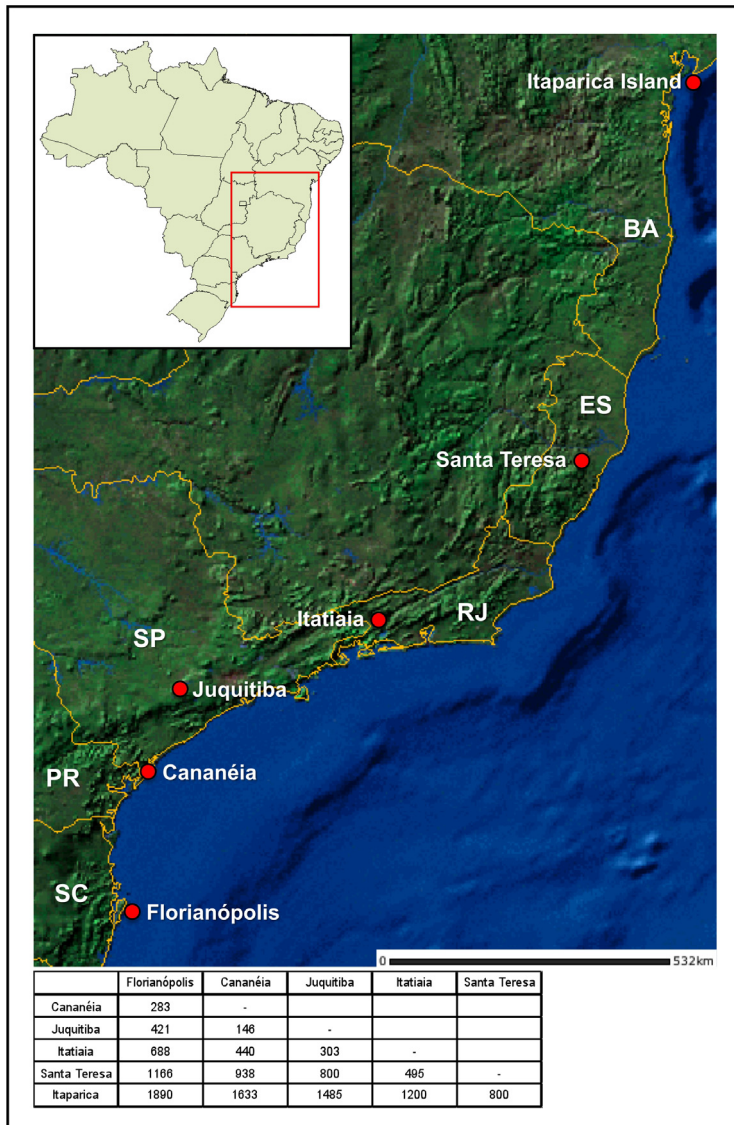 Itaparica Island
BA
ES
Santa Teresa
Itatiaia
RJ
SP
Juquitiba
PR
Cananéia
SC
Florianópolis
0 532km
Florianópolis Cananéia Juquitiba Itatiaia Santa Teresa
Cananéia 283 -
Juquitiba 421 146 -
Itatiaia 688 440 303 -
Santa Teresa 1166 938 800 495 -
Itaparica 1890 1633 1485 1200 800